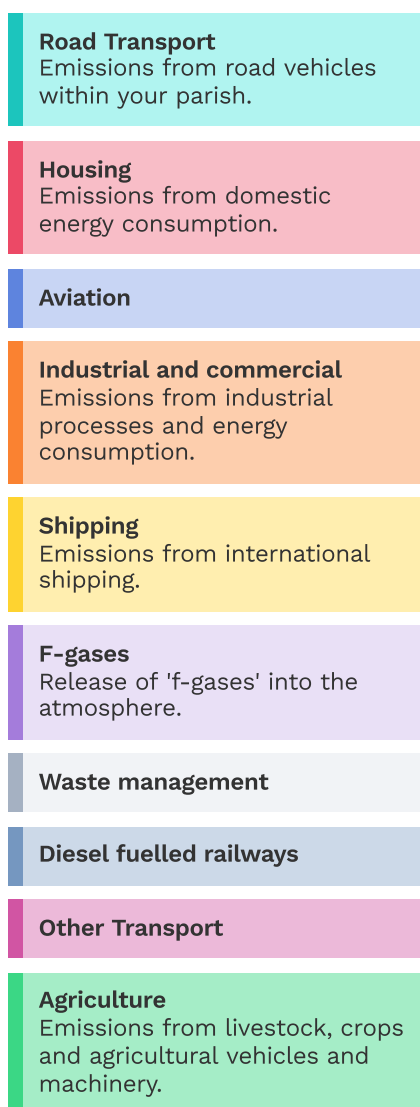 Road Transport
Emissions from road vehicles
within your parish.
Housing
Emissions from domestic
energy consumption.
Aviation
Industrial and commercial
Emissions from industrial
processes and energy
consumption.
Shipping
Emissions from international
shipping.
F-gases
Release of 'f-gases' into the
atmosphere.
Waste management
Diesel fuelled railways
Other Transport
Agriculture
Emissions from livestock, crops
and agricultural vehicles and
machinery.